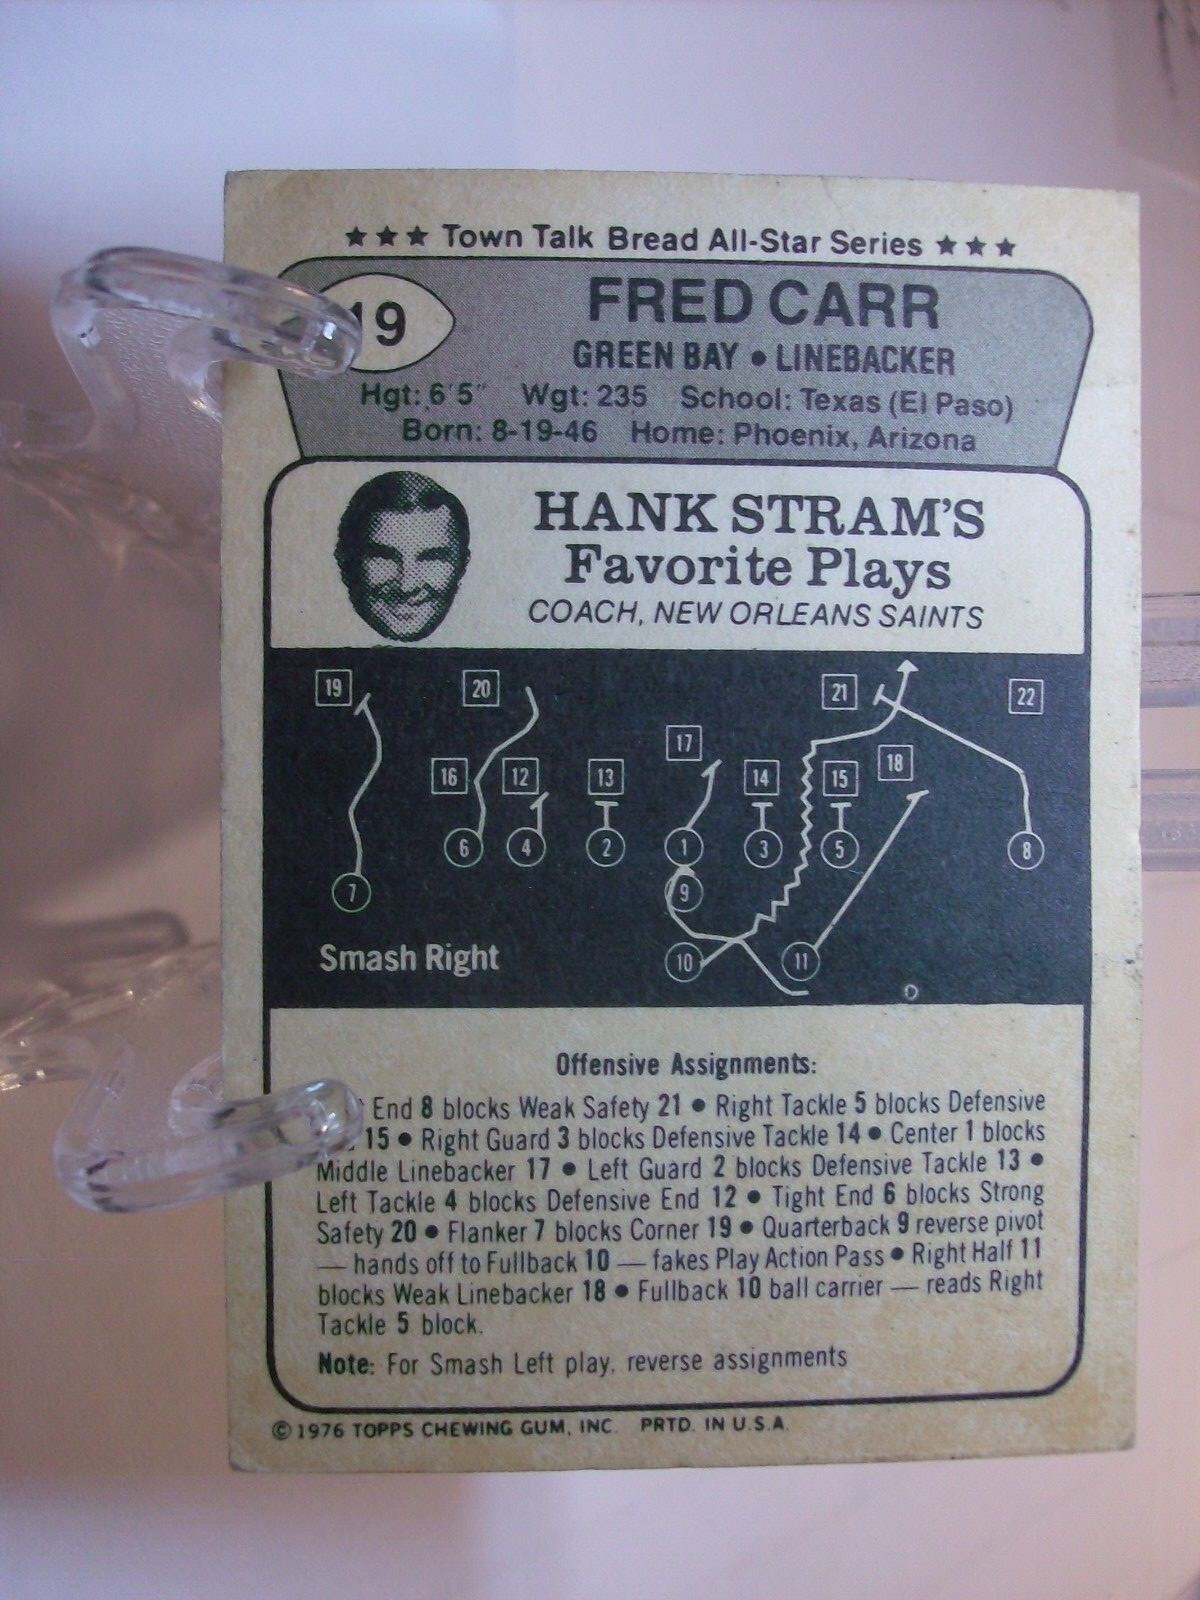 ★★★ Town Talk Bread All-Star Series ★★★
19
FRED CARR
GREEN BAY • LINEBACKER
Hgt: 6'5" Wgt: 235 School: Texas (El Paso)
Born: 8-19-46 Home: Phoenix, Arizona
HANK STRAM'S
Favorite Plays
COACH, NEW ORLEANS SAINTS
19 20 21 22
17
16 12 13 14 15 18
6 4 2 1 3 5 8
7 9
10 11
Smash Right
Offensive Assignments:
End 8 blocks Weak Safety 21 • Right Tackle 5 blocks Defensive
15 • Right Guard 3 blocks Defensive Tackle 14 • Center 1 blocks
Middle Linebacker 17 • Left Guard 2 blocks Defensive Tackle 13 •
Left Tackle 4 blocks Defensive End 12 • Tight End 6 blocks Strong
Safety 20 • Flanker 7 blocks Corner 19 • Quarterback 9 reverse pivot
— hands off to Fullback 10 — fakes Play Action Pass • Right Half 11
blocks Weak Linebacker 18 • Fullback 10 ball carrier — reads Right
Tackle 5 block.
Note: For Smash Left play, reverse assignments
© 1976 TOPPS CHEWING GUM, INC. PRTD. IN U.S.A.